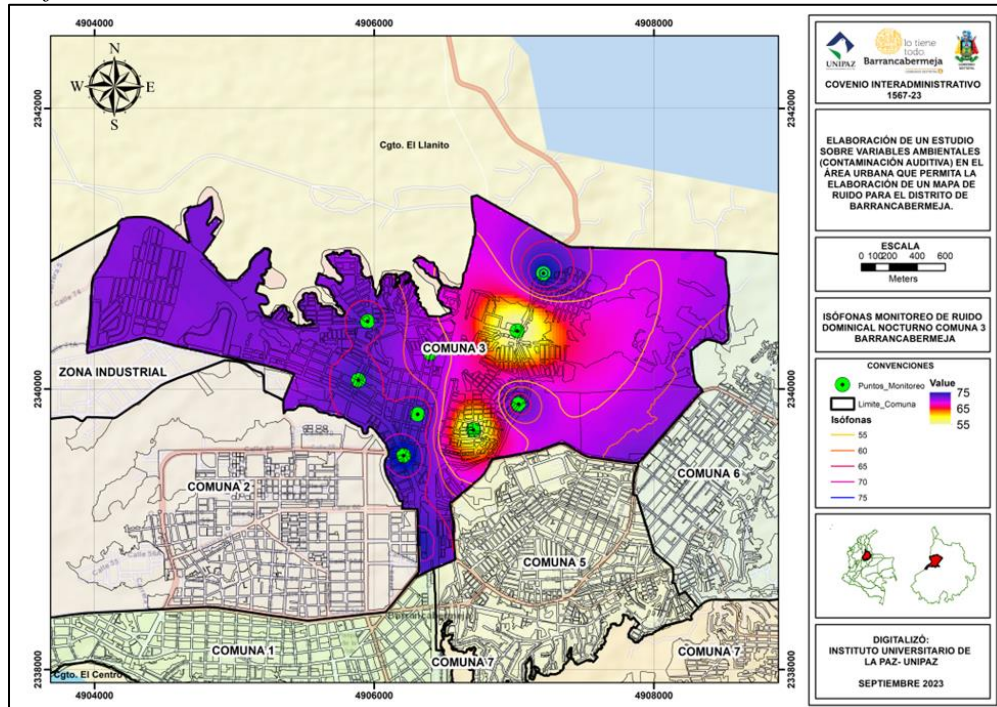 4904000
4906000
4908000
N
W
E
S
2342000
2342000
Cgto. El Llanito
COMUNA 3
ZONA INDUSTRIAL
Calle 74
2340000
2340000
COMUNA 2
COMUNA 6
COMUNA 5
Barrancabermeja
COMUNA 1
COMUNA 7
COMUNA 7
Cgto. El Centro
2338000
2338000
4904000
4906000
4908000
UNIPAZ
lo tiene
todo.
Barrancabermeja
COVENIO INTERADMINISTRATIVO
1567-23
ELABORACIÓN DE UN ESTUDIO
SOBRE VARIABLES AMBIENTALES
(CONTAMINACIÓN AUDITIVA) EN EL
ÁREA URBANA QUE PERMITA LA
ELABORACIÓN DE UN MAPA DE
RUIDO PARA EL DISTRITO DE
BARRANCABERMEJA.
ESCALA
0 100200 400 600
Meters
ISÓFONAS MONITOREO DE RUIDO
DOMINICAL NOCTURNO COMUNA 3
BARRANCABERMEJA
CONVENCIONES
Puntos_Monitoreo
Limite_Comuna
Value
75
65
55
Isófonas
55
60
65
70
75
DIGITALIZÓ:
INSTITUTO UNIVERSITARIO DE
LA PAZ- UNIPAZ
SEPTIEMBRE 2023